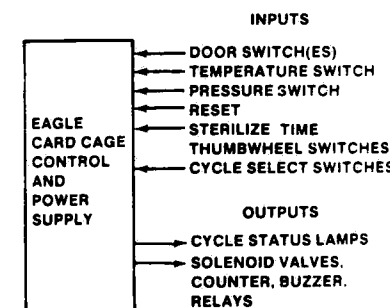 INPUTS
DOOR SWITCH(ES)
TEMPERATURE SWITCH
PRESSURE SWITCH
RESET
STERILIZE TIME
THUMBWHEEL SWITCHES
CYCLE SELECT SWITCHES
EAGLE
CARD CAGE
CONTROL
AND
POWER
SUPPLY
OUTPUTS
CYCLE STATUS LAMPS
SOLENOID VALVES,
COUNTER, BUZZER,
RELAYS